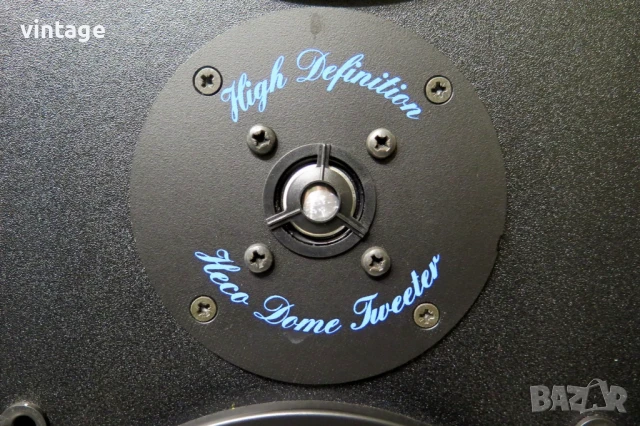 vintage
High Definition
Heco Dome Tweeter
BAZAR